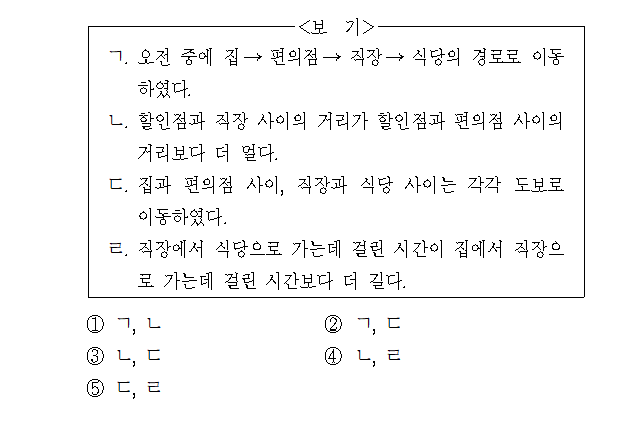 <보 기>
ㄱ. 오전 중에 집→ 편의점→ 직장→ 식당의 경로로 이동
하였다.
ㄴ. 할인점과 직장 사이의 거리가 할인점과 편의점 사이의
거리보다 더 멀다.
ㄷ. 집과 편의점 사이, 직장과 식당 사이는 각각 도보로
이동하였다.
ㄹ. 직장에서 식당으로 가는데 걸린 시간이 집에서 직장으
로 가는데 걸린 시간보다 더 길다.
① ㄱ, ㄴ ② ㄱ, ㄷ
③ ㄴ, ㄷ ④ ㄴ, ㄹ
⑤ ㄷ, ㄹ